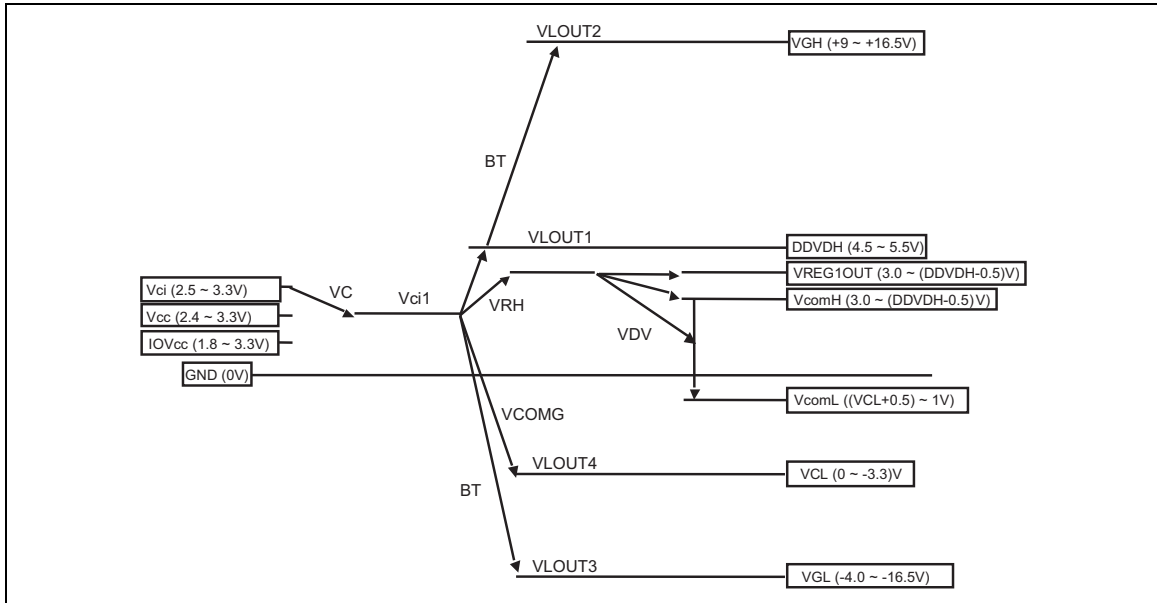 VLOUT2
VGH (+9 ~ +16.5V)
BT
VLOUT1
DDVDH (4.5 ~ 5.5V)
VREG1OUT (3.0 ~ (DDVDH-0.5)V)
Vci (2.5 ~ 3.3V)
VC
Vci1
VRH
VcomH (3.0 ~ (DDVDH-0.5)V)
Vcc (2.4 ~ 3.3V)
VDV
IOVcc (1.8 ~ 3.3V)
GND (0V)
VcomL ((VCL+0.5) ~ 1V)
VCOMG
VLOUT4
VCL (0 ~ -3.3)V
BT
VLOUT3
VGL (-4.0 ~ -16.5V)